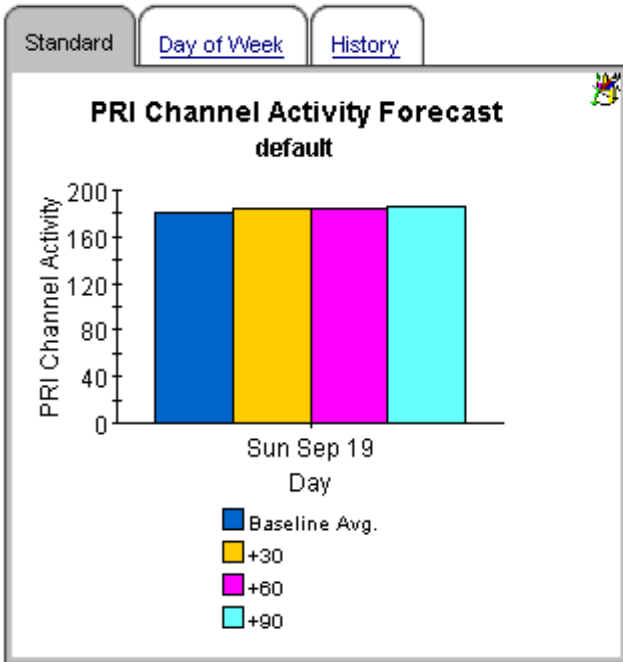 Standard Day of Week History
PRI Channel Activity Forecast
default
PRI Channel Activity
200
160
120
80
40
0
Sun Sep 19
Day
Baseline Avg.
+30
+60
+90